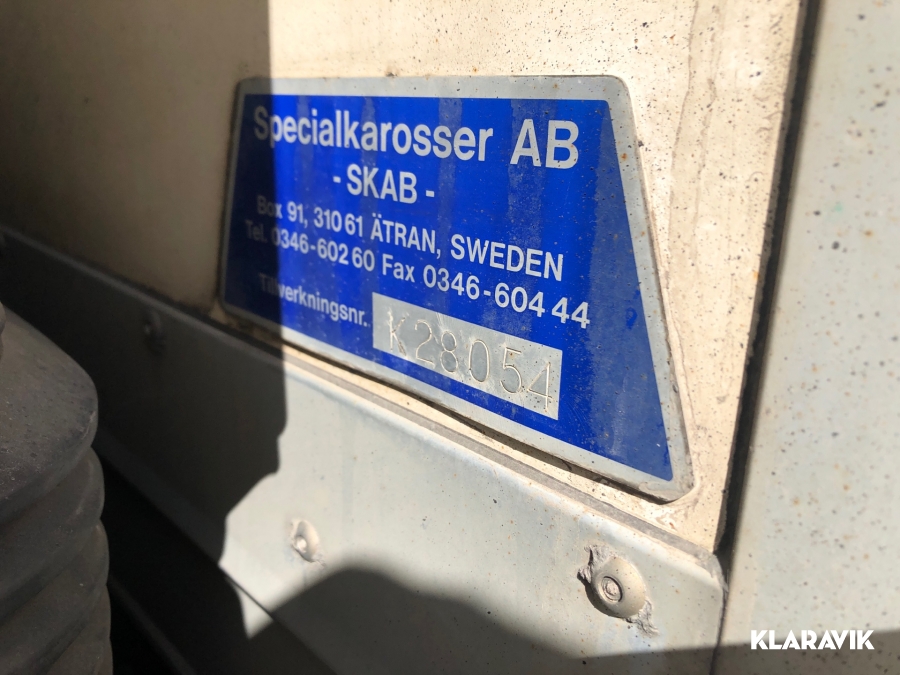 Specialkarosser AB
- SKAB -
Box 91, 310 61 ÄTRAN, SWEDEN
Tel. 0346-602 60 Fax 0346-604 44
Tillverkningsnr. K28054
KLARAVIK